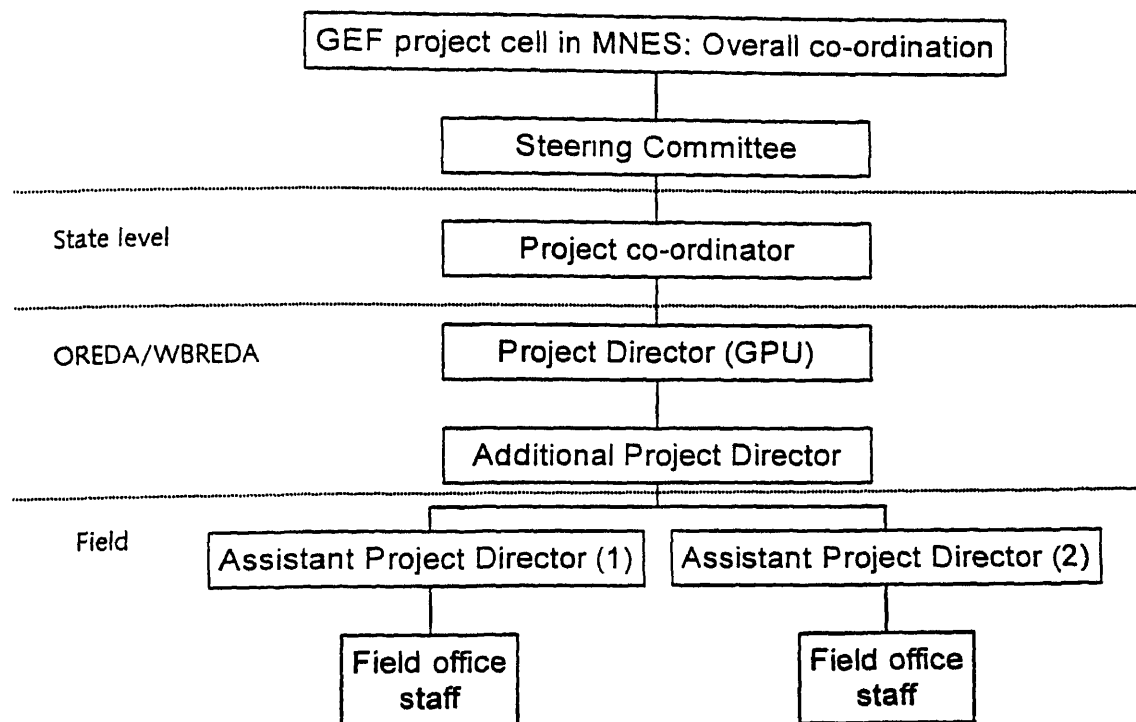 GEF project cell in MNES: Overall co-ordination
Steering Committee
State level
Project co-ordinator
OREDA/WBREDA
Project Director (GPU)
Additional Project Director
Field
Assistant Project Director (1)
Assistant Project Director (2)
Field office
staff
Field office
staff